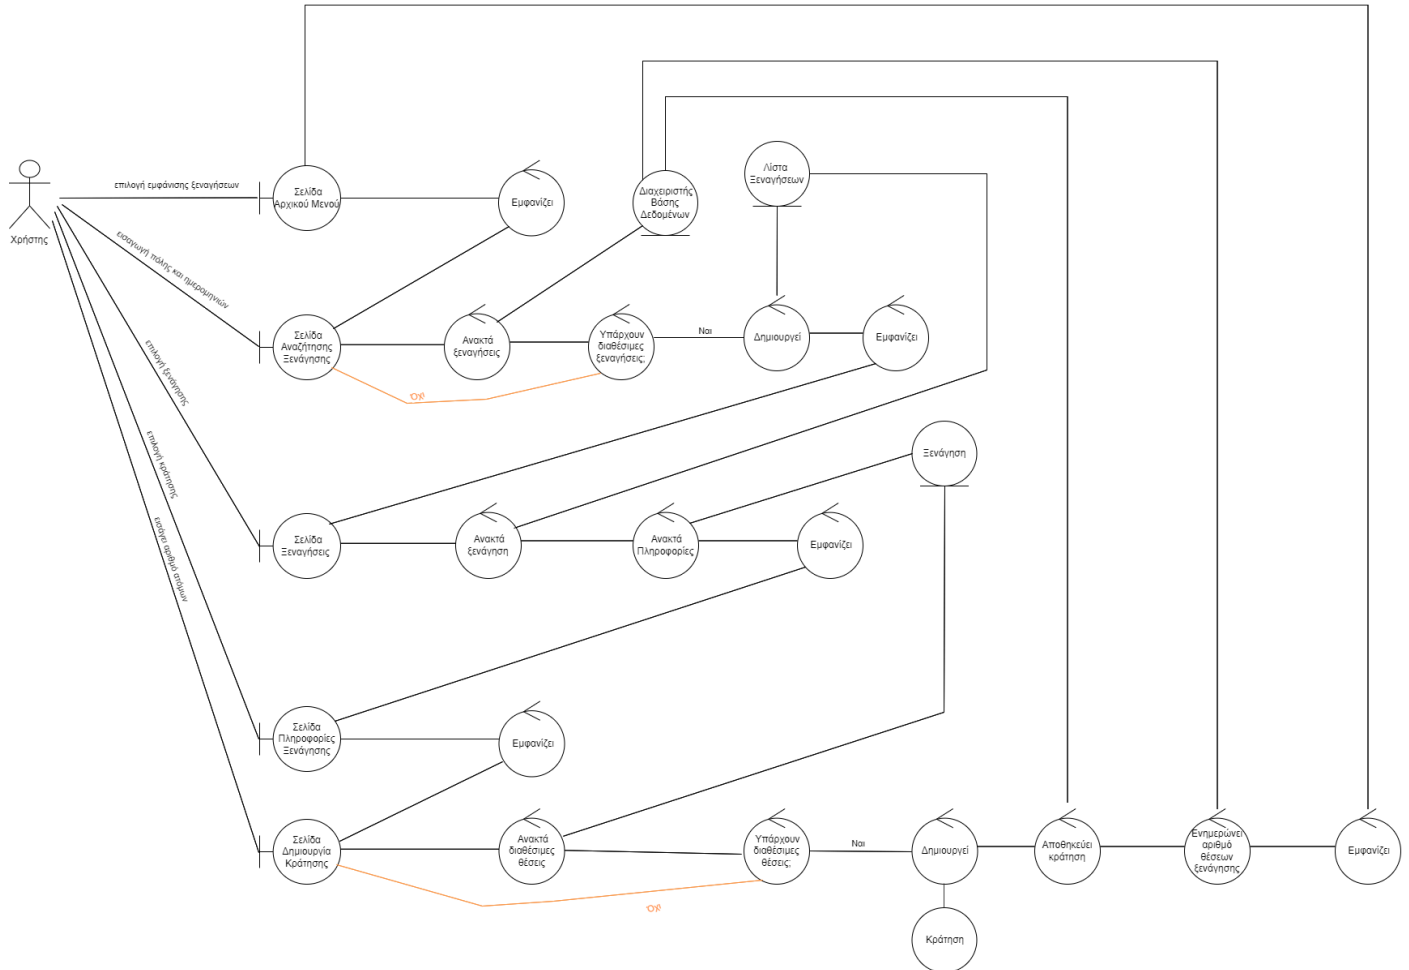 Χρήστης
επιλογή εμφάνισης ξεναγήσεων
Σελίδα
Αρχικού Μενού
Εμφανίζει
Διαχειριστής
Βάσης
Δεδομένων
Λίστα
Ξεναγήσεων
εισαγωγή πόλης και ημερομηνιών
Σελίδα
Αναζήτησης
Ξενάγησης
Ανακτά
ξεναγήσεις
Υπάρχουν
διαθέσιμες
ξεναγήσεις;
Ναι
Δημιουργεί
Εμφανίζει
Όχι
επιλογή ξενάγησης
Σελίδα
Ξεναγήσεις
Ανακτά
ξενάγηση
Ανακτά
Πληροφορίες
Εμφανίζει
Ξενάγηση
επιλογή κράτησης
Σελίδα
Πληροφορίες
Ξενάγησης
Εμφανίζει
εισάγει αριθμό ατόμων
Σελίδα
Δημιουργία
Κράτησης
Ανακτά
διαθέσιμες
θέσεις
Υπάρχουν
διαθέσιμες
θέσεις;
Ναι
Δημιουργεί
Αποθηκεύει
κράτηση
Ενημερώνει
αριθμό
θέσεων
ξενάγησης
Εμφανίζει
Όχι
Κράτηση